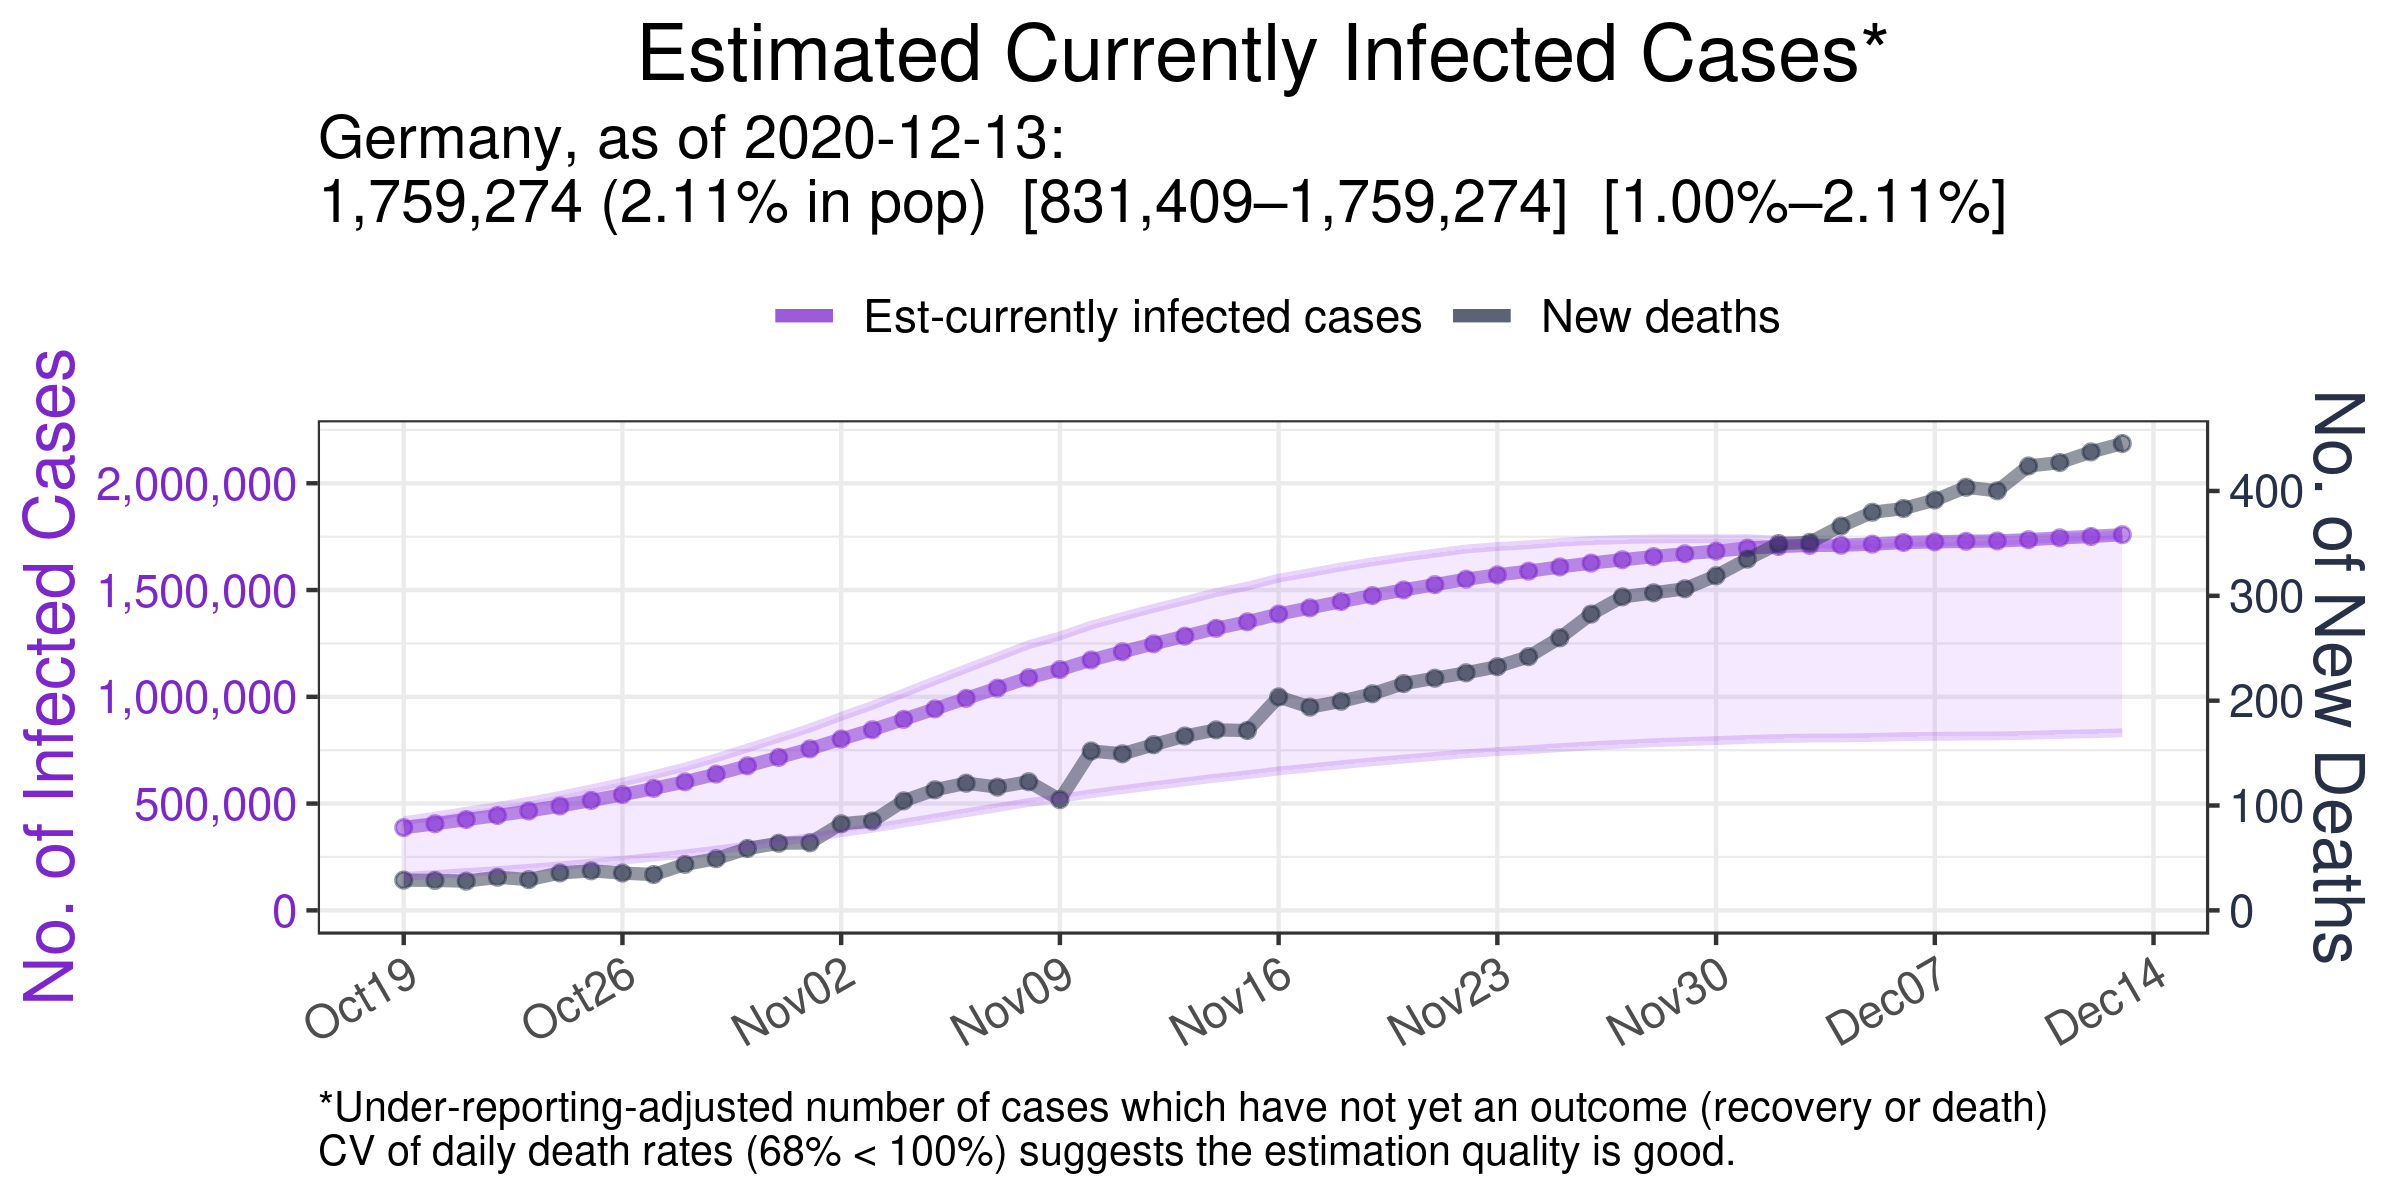 Estimated Currently Infected Cases*
Germany, as of 2020-12-13:
1,759,274 (2.11% in pop)  [831,409–1,759,274]  [1.00%–2.11%]
Est-currently infected cases
New deaths
No. of Infected Cases
2,000,000
1,500,000
1,000,000
500,000
0
No. of New Deaths
400
300
200
100
0
Oct19
Oct26
Nov02
Nov09
Nov16
Nov23
Nov30
Dec07
Dec14
*Under-reporting-adjusted number of cases which have not yet an outcome (recovery or death)
CV of daily death rates (68% < 100%) suggests the estimation quality is good.